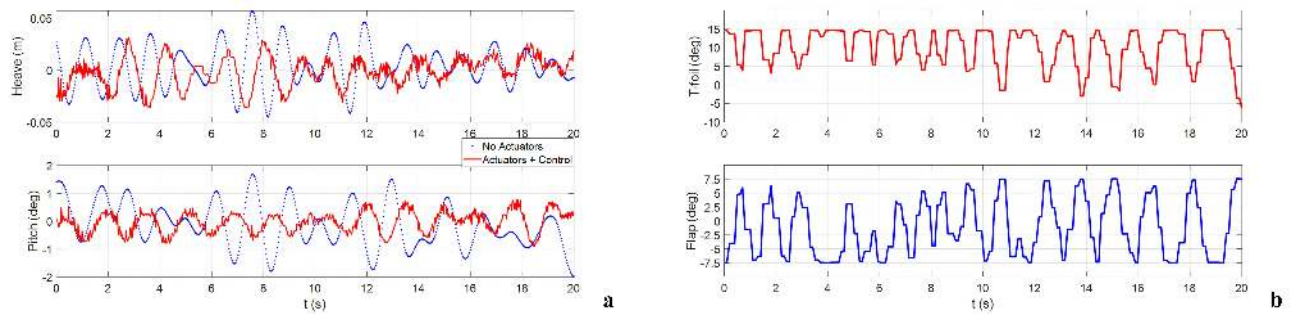 0.05
Heave (m)
0
-0.05
0 2 4 6 8 10 12 14 16 18 20
No Actuators
Actuators + Control
2
1
Pitch (deg)
0
-1
-2
0 2 4 6 8 10 12 14 16 18 20
t (s)
a
15
T foil (deg)
10
5
0
-5
-10
0 2 4 6 8 10 12 14 16 18 20
7.5
Flap (deg)
2.5
-2.5
-7.5
0 2 4 6 8 10 12 14 16 18 20
t (s)
b